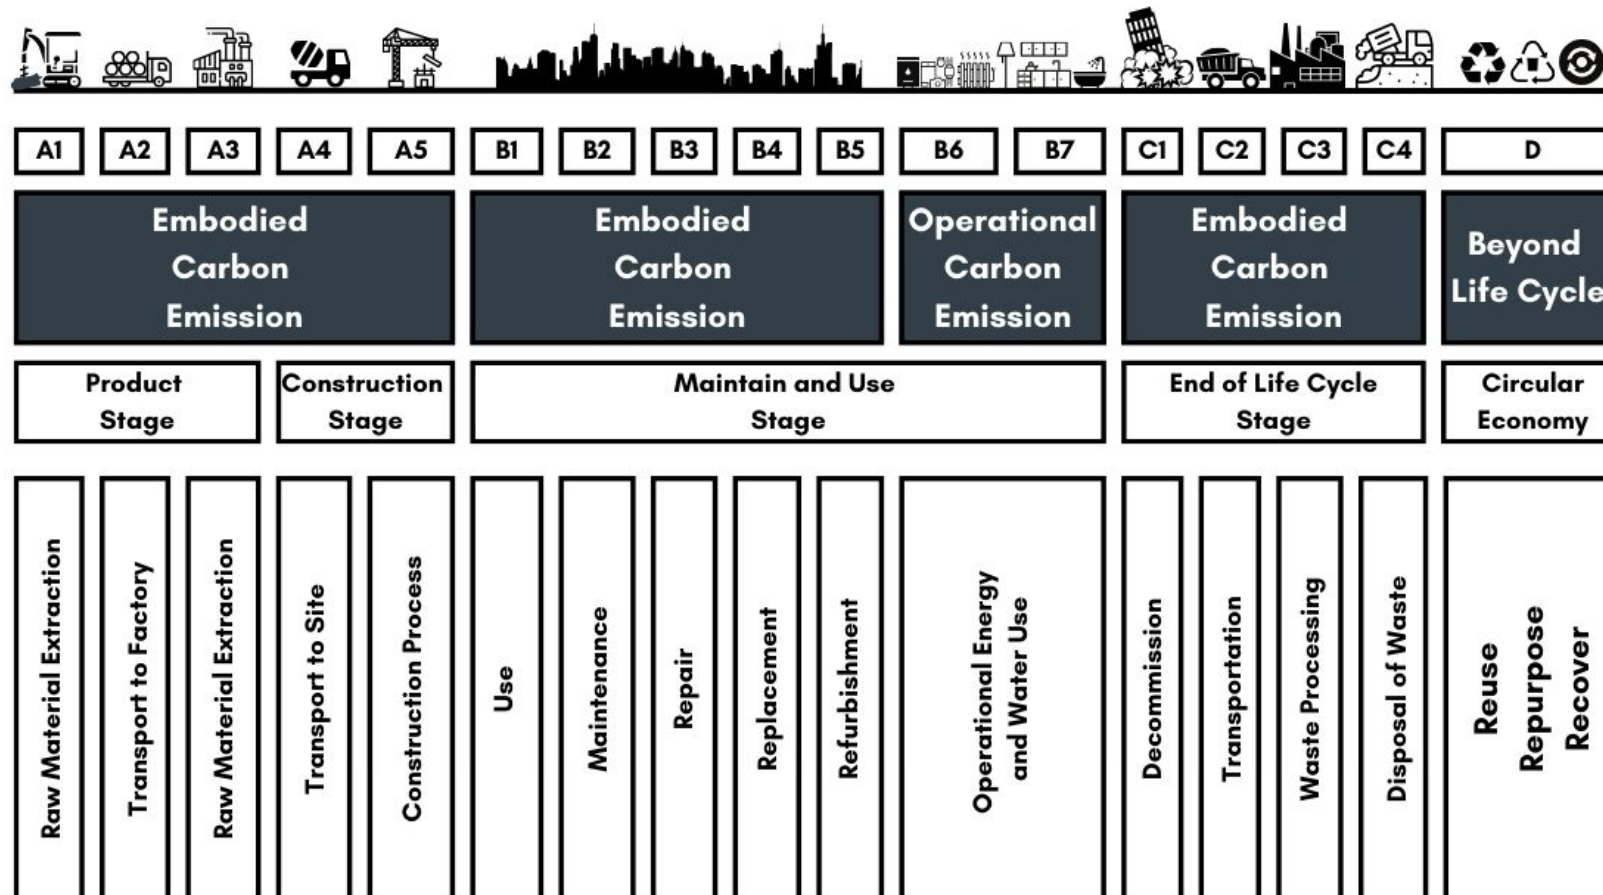 A1
A2
A3
A4
A5
B1
B2
B3
B4
B5
B6
B7
C1
C2
C3
C4
D
Embodied
Carbon
Emission
Embodied
Carbon
Emission
Operational
Carbon
Emission
Embodied
Carbon
Emission
Beyond
Life Cycle
Product
Stage
Construction
Stage
Maintain and Use
Stage
End of Life Cycle
Stage
Circular
Economy
Raw Material Extraction
Transport to Factory
Raw Material Extraction
Transport to Site
Construction Process
Use
Maintenance
Repair
Replacement
Refurbishment
Operational Energy
and Water Use
Decommission
Transportation
Waste Processing
Disposal of Waste
Reuse
Repurpose
Recover